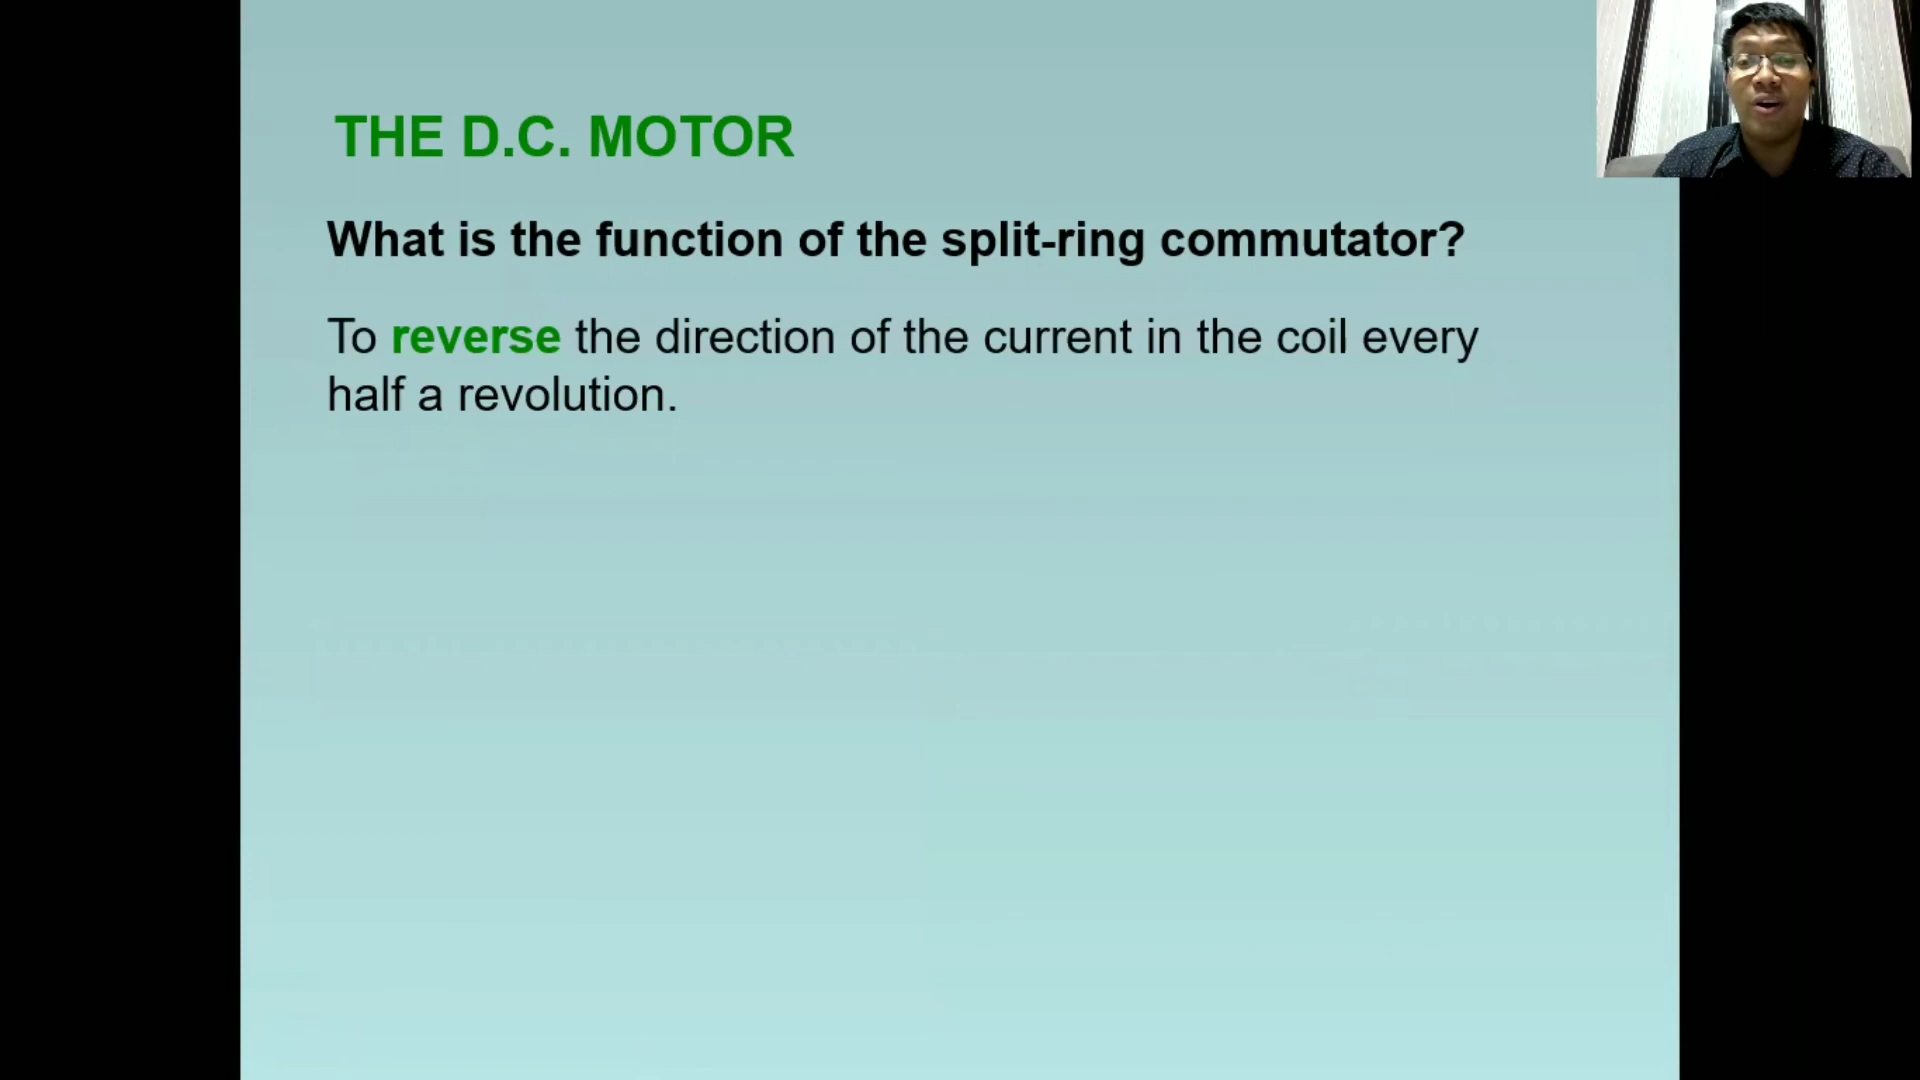 THE D.C. MOTOR
What is the function of the split-ring commutator?
To reverse the direction of the current in the coil every
half a revolution.